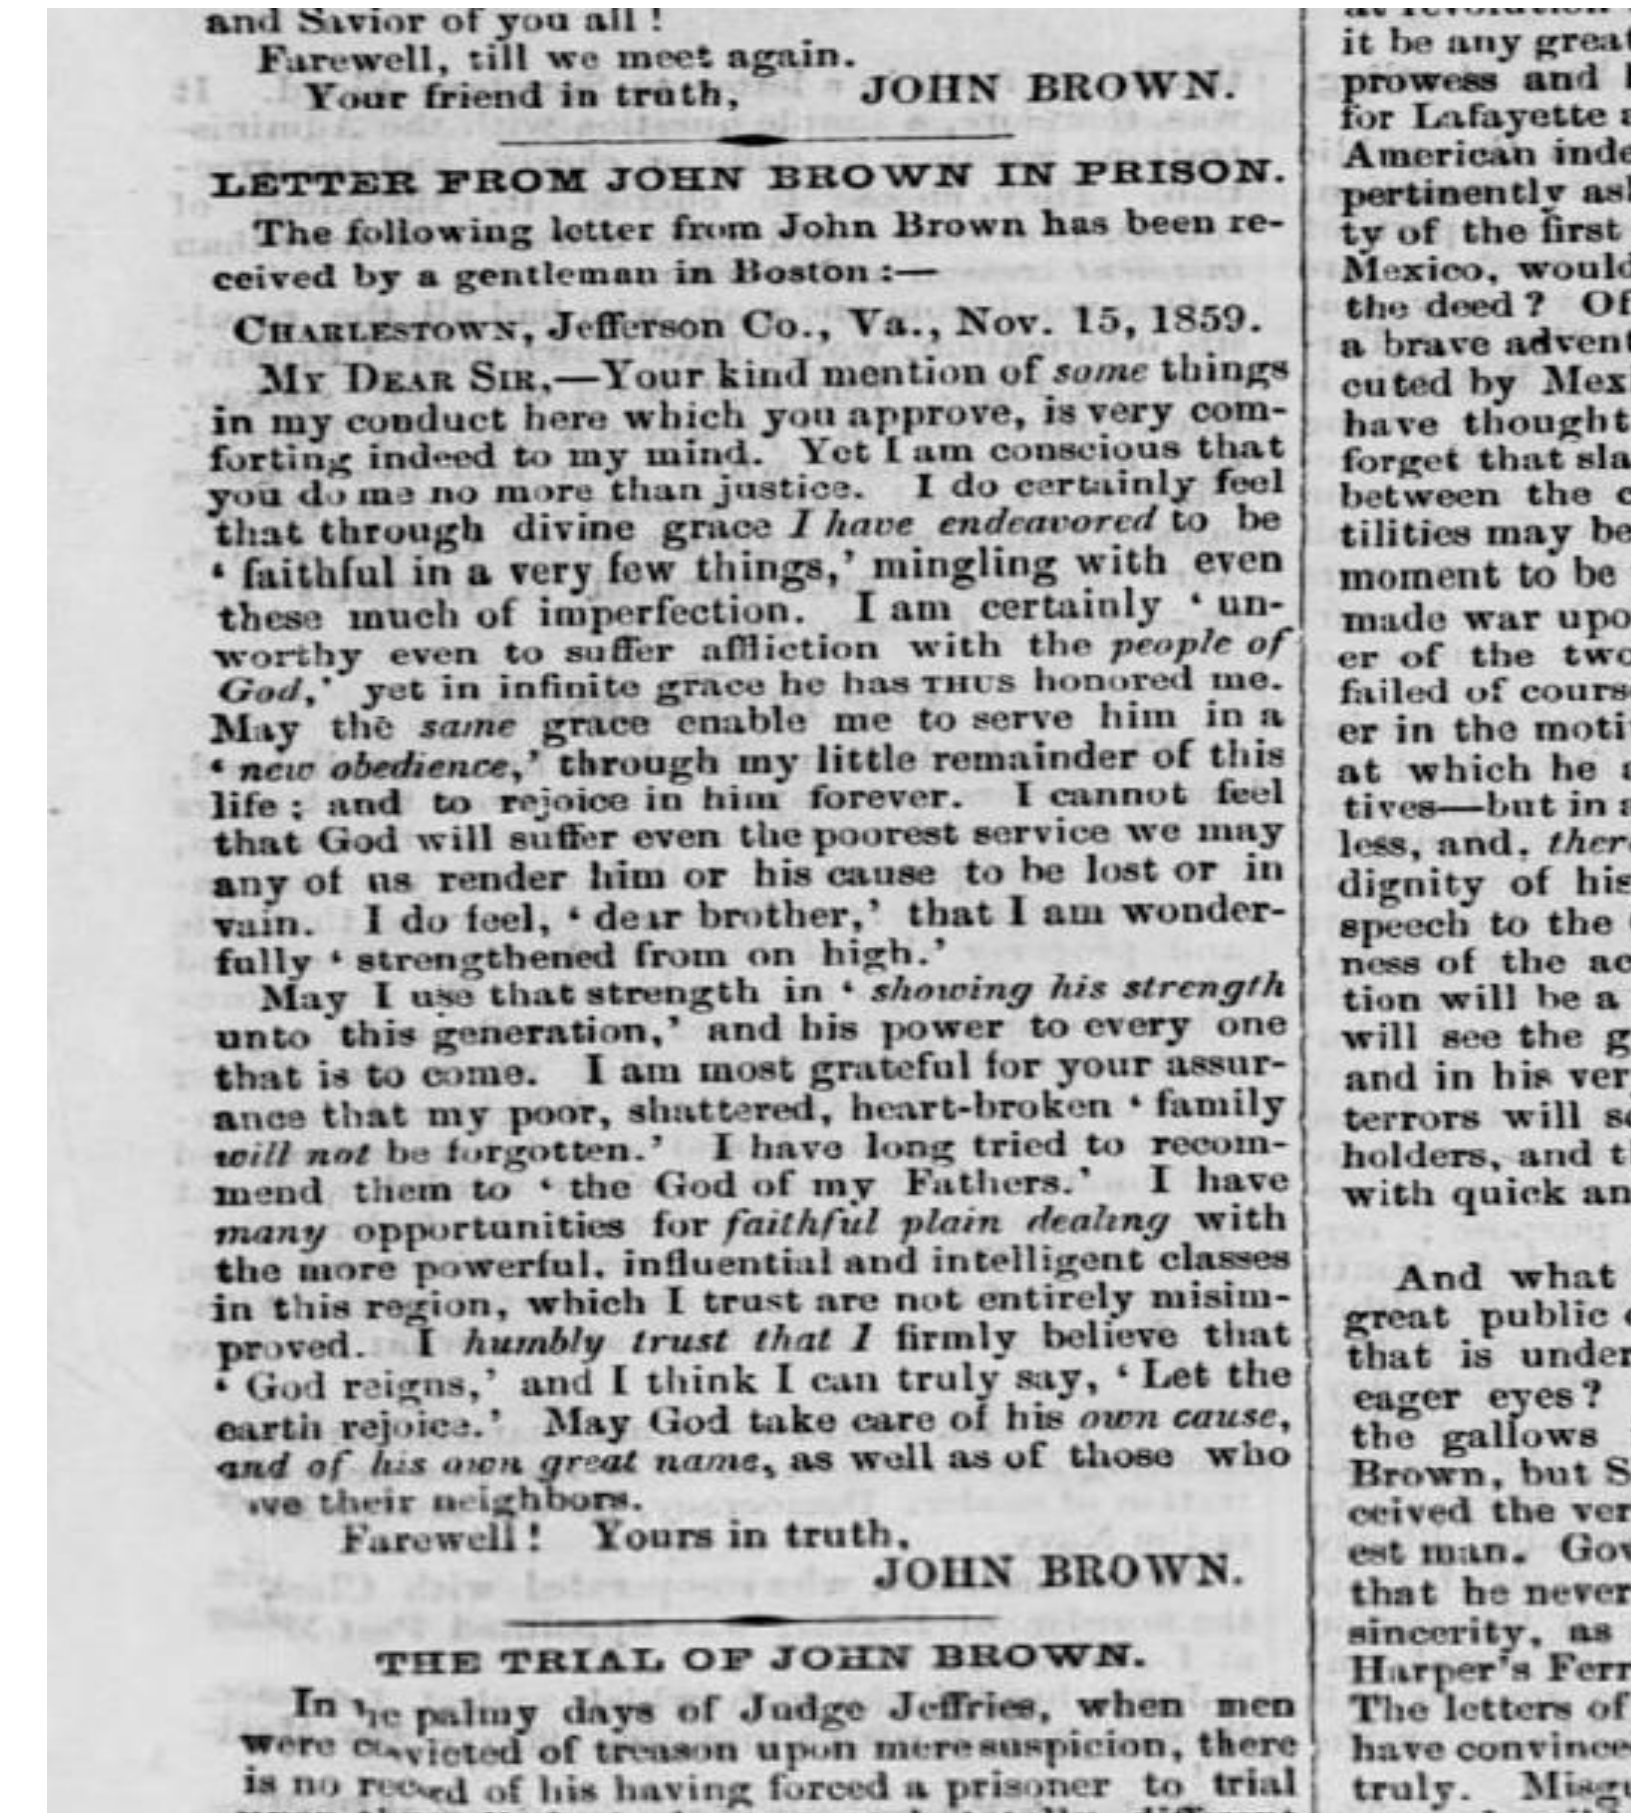 and Savior of you all !
Farewell, till we meet again.
Your friend in truth, JOHN BROWN.
LETTER FROM JOHN BROWN IN PRISON.
The following letter from John Brown has been re-
ceived by a gentleman in Boston :—
CHARLESTOWN, Jefferson Co., Va., Nov. 15, 1859.
MY DEAR SIR,—Your kind mention of some things
in my conduct here which you approve, is very com-
forting indeed to my mind. Yet I am conscious that
you do me no more than justice. I do certainly feel
that through divine grace I have endeavored to be
‘ faithful in a very few things,’ mingling with even
these much of imperfection. I am certainly ‘ un-
worthy even to suffer affliction with the people of
God,’ yet in infinite grace he has THUS honored me.
May the same grace enable me to serve him in a
‘ new obedience,’ through my little remainder of this
life ; and to rejoice in him forever. I cannot feel
that God will suffer even the poorest service we may
any of us render him or his cause to be lost or in
vain. I do feel, ‘ dear brother,’ that I am wonder-
fully ‘ strengthened from on high.’
May I use that strength in ‘ showing his strength
unto this generation,’ and his power to every one
that is to come. I am most grateful for your assur-
ance that my poor, shattered, heart-broken ‘ family
will not be forgotten.’ I have long tried to recom-
mend them to ‘ the God of my Fathers.’ I have
many opportunities for faithful plain dealing with
the more powerful, influential and intelligent classes
in this region, which I trust are not entirely misim-
proved. I humbly trust that I firmly believe that
‘ God reigns,’ and I think I can truly say, ‘ Let the
earth rejoice.’ May God take care of his own cause,
and of his own great name, as well as of those who
their neighbors.
Farewell ! Yours in truth,
JOHN BROWN.
THE TRIAL OF JOHN BROWN.
In the palmy days of Judge Jeffries, when men
were convicted of treason upon mere suspicion, there
is no record of his having forced a prisoner to trial
it be any great
prowess and
for Lafayette
American inde
pertinently as
ty of the first
Mexico, would
the deed ? Of
a brave advent
cuted by Mex
have thought
forget that sla
between the
tilities may be
moment to be
made war upo
er of the two
failed of cours
er in the moti
at which he
tives—but in a
less, and, ther
dignity of his
speech to the
ness of the ac
tion will be a
will see the g
and in his ver
terrors will s
holders, and t
with quick an
And what
great public
that is under
eager eyes ?
the gallows
Brown, but S
ceived the ver
est man. Gov
that he never
sincerity, as
Harper's Ferr
The letters of
have convince
truly. Misgu